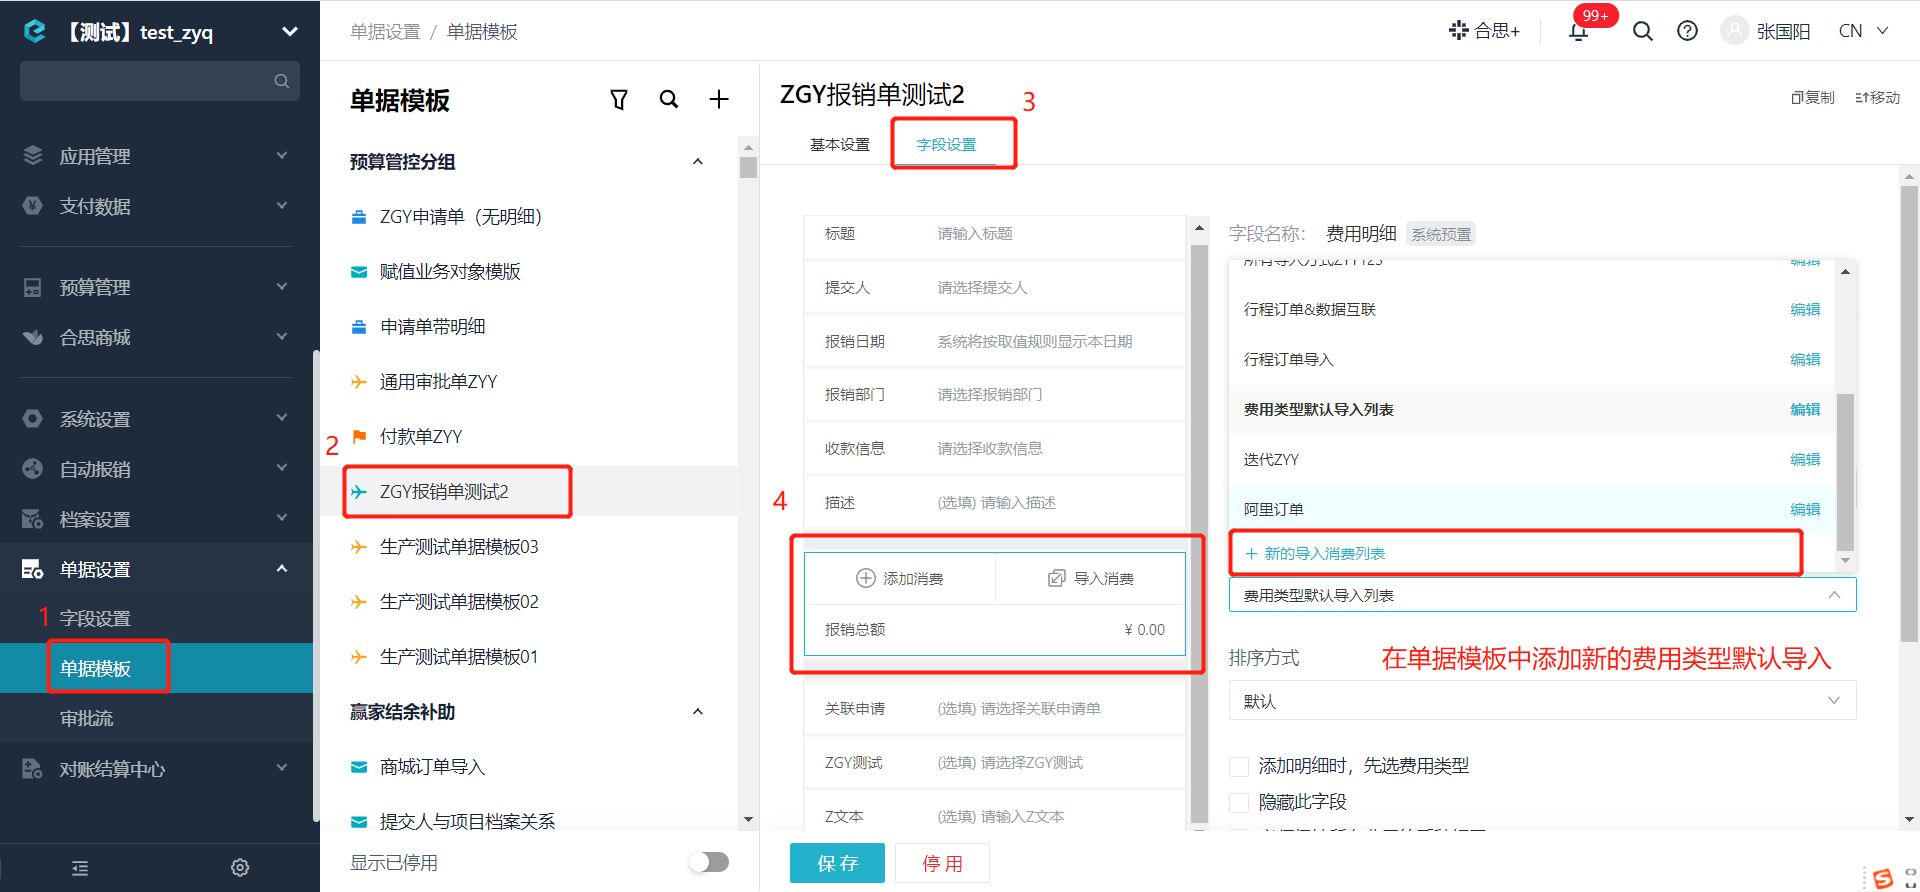 【测试】test_zyq
应用管理
支付数据
预算管理
合思商城
系统设置
自动报销
档案设置
单据设置
1
字段设置
单据模板
审批流
对账结算中心
单据设置 / 单据模板
合思+
99+
张国阳
CN
单据模板
预算管控分组
ZGY申请单（无明细）
赋值业务对象模版
申请单带明细
通用审批单ZYY
付款单ZYY
2
ZGY报销单测试2
生产测试单据模板03
生产测试单据模板02
生产测试单据模板01
赢家结余补助
商城订单导入
提交人与项目档案关系
显示已停用
ZGY报销单测试2
3
复制
移动
基本设置
字段设置
标题 请输入标题
提交人 请选择提交人
报销日期 系统将按取值规则显示本日期
报销部门 请选择报销部门
收款信息 请选择收款信息
描述 (选填) 请输入描述
4
添加消费
导入消费
报销总额 ¥ 0.00
关联申请 (选填) 请选择关联申请单
ZGY测试 (选填) 请选择ZGY测试
Z文本 (选填) 请输入Z文本
保存
停用
字段名称： 费用明细 系统预置
所有导入方式ZYY123 编辑
行程订单&数据互联 编辑
行程订单导入 编辑
费用类型默认导入列表 编辑
迭代ZYY 编辑
阿里订单 编辑
+ 新的导入消费列表
费用类型默认导入列表
排序方式
在单据模板中添加新的费用类型默认导入
默认
添加明细时，先选费用类型
隐藏此字段